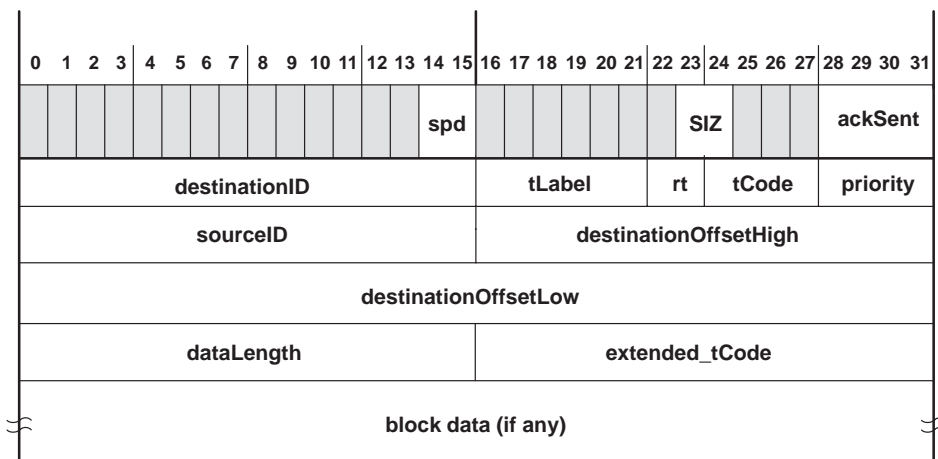 0 1 2 3 4 5 6 7 8 9 10 11 12 13 14 15 16 17 18 19 20 21 22 23 24 25 26 27 28 29 30 31
spd SIZ ackSent
destinationID tLabel rt tCode priority
sourceID destinationOffsetHigh
destinationOffsetLow
dataLength extended_tCode
block data (if any)